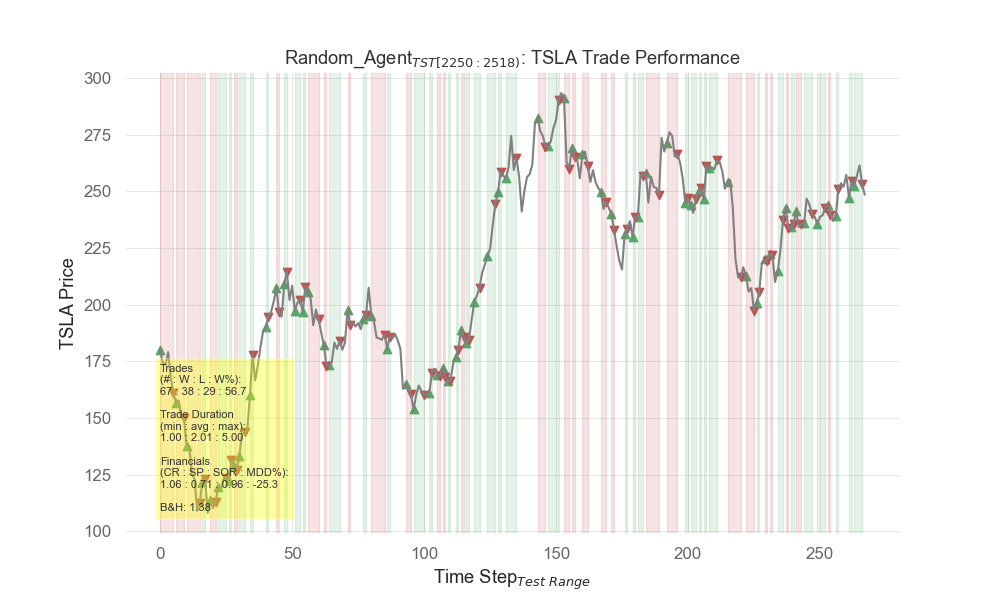 Random_Agent TST[2250 : 2518): TSLA Trade Performance
300
275
250
225
200
175
150
125
100
TSLA Price
Trades
(# : W : L : W%):
67 : 38 : 29 : 56.7
Trade Duration
(min : avg : max):
1.00 : 2.01 : 5.00
Financials
(CR : SP : SOR : MDD%):
1.06 : 0.71 : 0.96 : -25.3
B&H: 1.38
0 50 100 150 200 250
Time Step Test Range